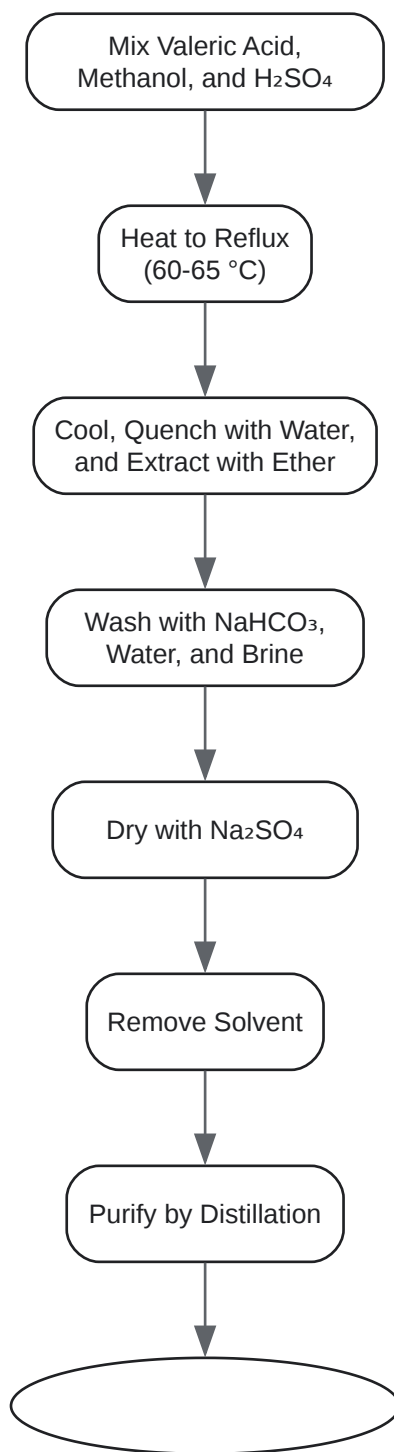 Mix Valeric Acid,
Methanol, and H₂SO₄
Heat to Reflux
(60-65 °C)
Cool, Quench with Water,
and Extract with Ether
Wash with NaHCO₃,
Water, and Brine
Dry with Na₂SO₄
Remove Solvent
Purify by Distillation